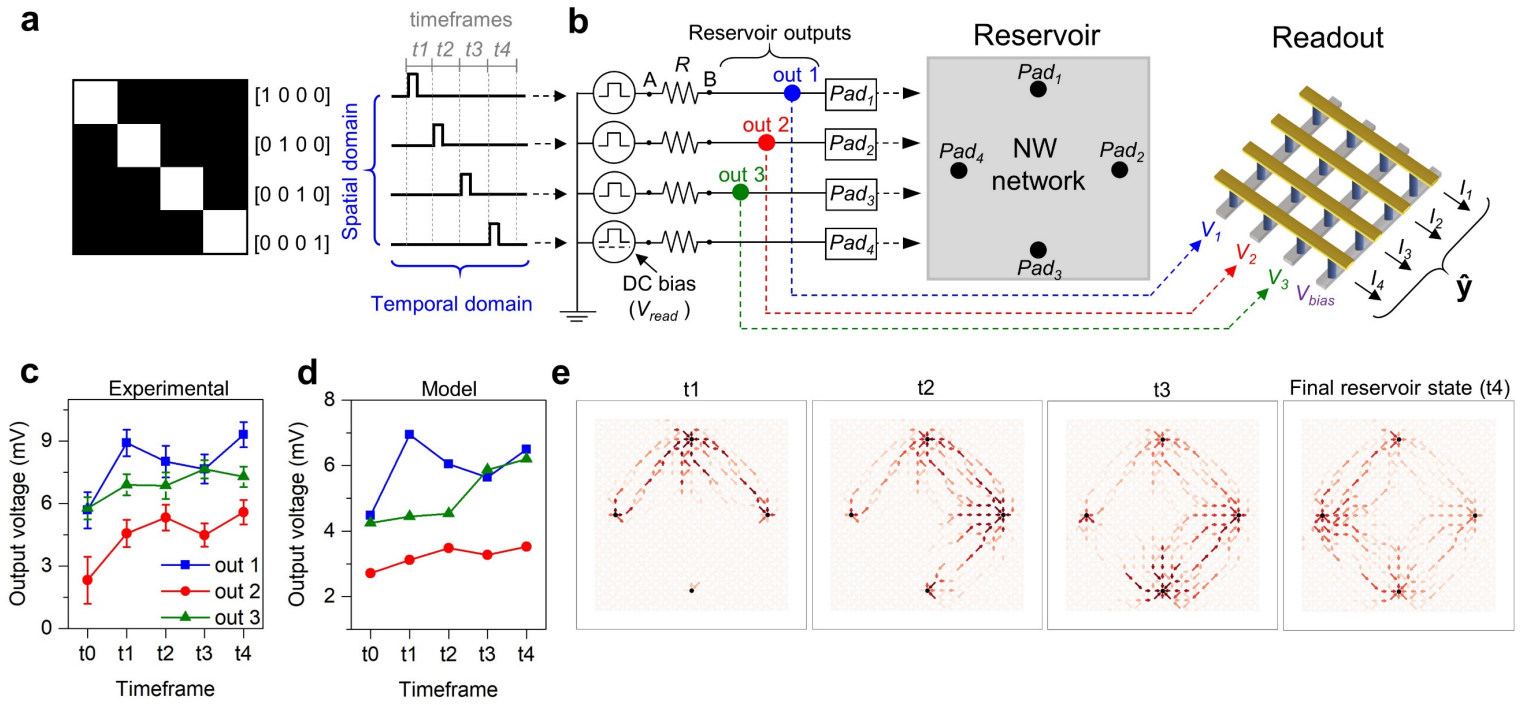 a
timeframes
t1 t2 t3 t4
[1 0 0 0]
[0 1 0 0]
[0 0 1 0]
[0 0 0 1]
Spatial domain
Temporal domain
b
Reservoir outputs
Reservoir
Readout
A
R
B
out 1
out 2
out 3
Pad1
Pad2
Pad3
Pad4
DC bias
(Vread)
Pad1
Pad4
NW
network
Pad2
Pad3
V1
V2
V3
Vbias
I1
I2
I3
I4
ŷ
c
Experimental
Output voltage (mV)
9
6
3
0
out 1
out 2
out 3
t0 t1 t2 t3 t4
Timeframe
d
Model
Output voltage (mV)
8
6
4
2
t0 t1 t2 t3 t4
Timeframe
e
t1
t2
t3
Final reservoir state (t4)